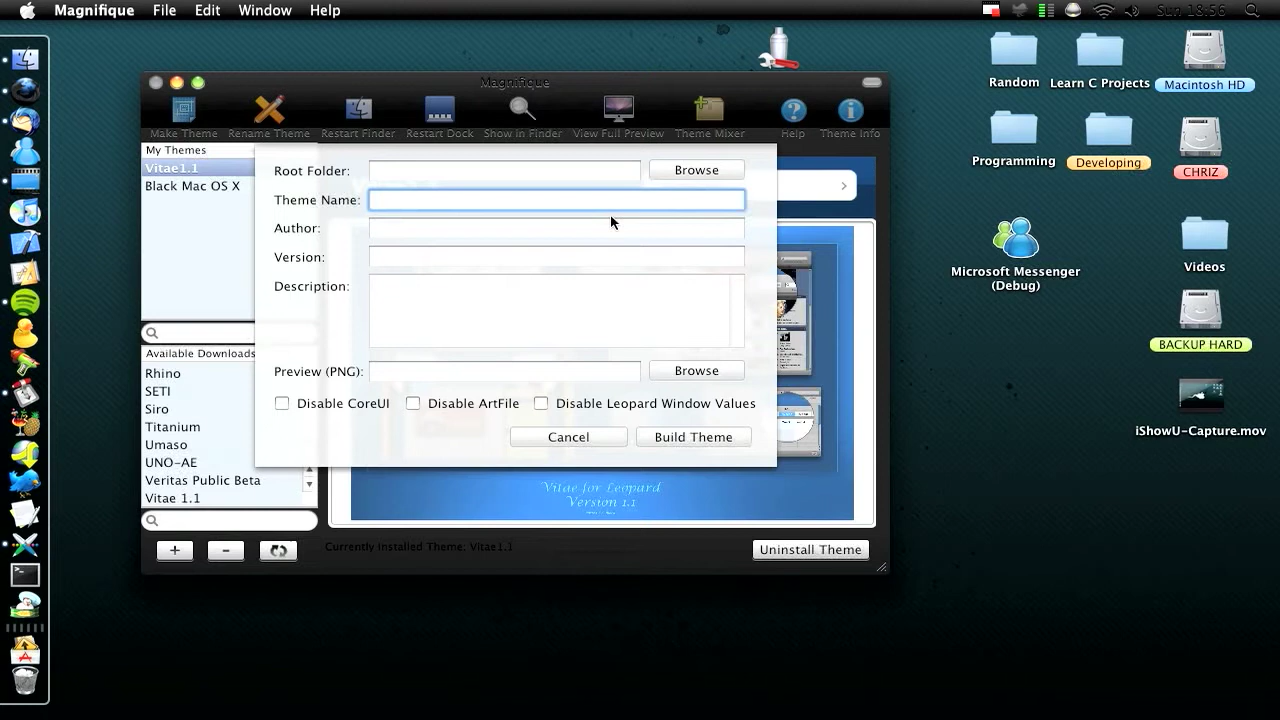 Magnifique File Edit Window Help Sun 18:56
Random
Learn C Projects
Macintosh HD
Programming
Developing
CHRIZ
Microsoft Messenger
(Debug)
Videos
BACKUP HARD
iShowU-Capture.mov
Magnifique
Make Theme Rename Theme Restart Finder Restart Dock Show in Finder View Full Preview Theme Mixer Help Theme Info
My Themes
Vitae1.1
Black Mac OS X
Root Folder: Browse
Theme Name:
Author:
Version:
Description:
Preview (PNG): Browse
Disable CoreUI Disable ArtFile Disable Leopard Window Values
Cancel Build Theme
Available Downloads
Rhino
SETI
Siro
Titanium
Umaso
UNO-AE
Veritas Public Beta
Vitae 1.1
Vitae for Leopard
Version 1.1
Currently Installed Theme: Vitae1.1
Uninstall Theme